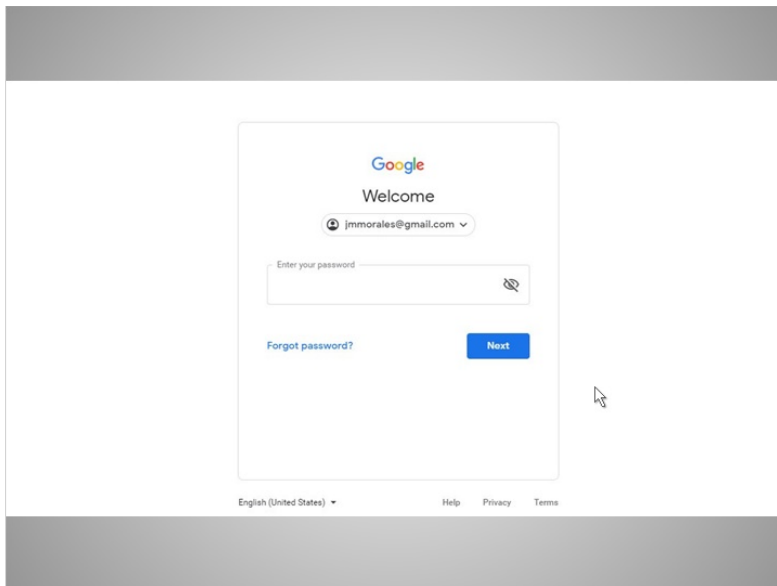 Google
Welcome
jmmorales@gmail.com
Enter your password
Forgot password? Next
English (United States) Help Privacy Terms